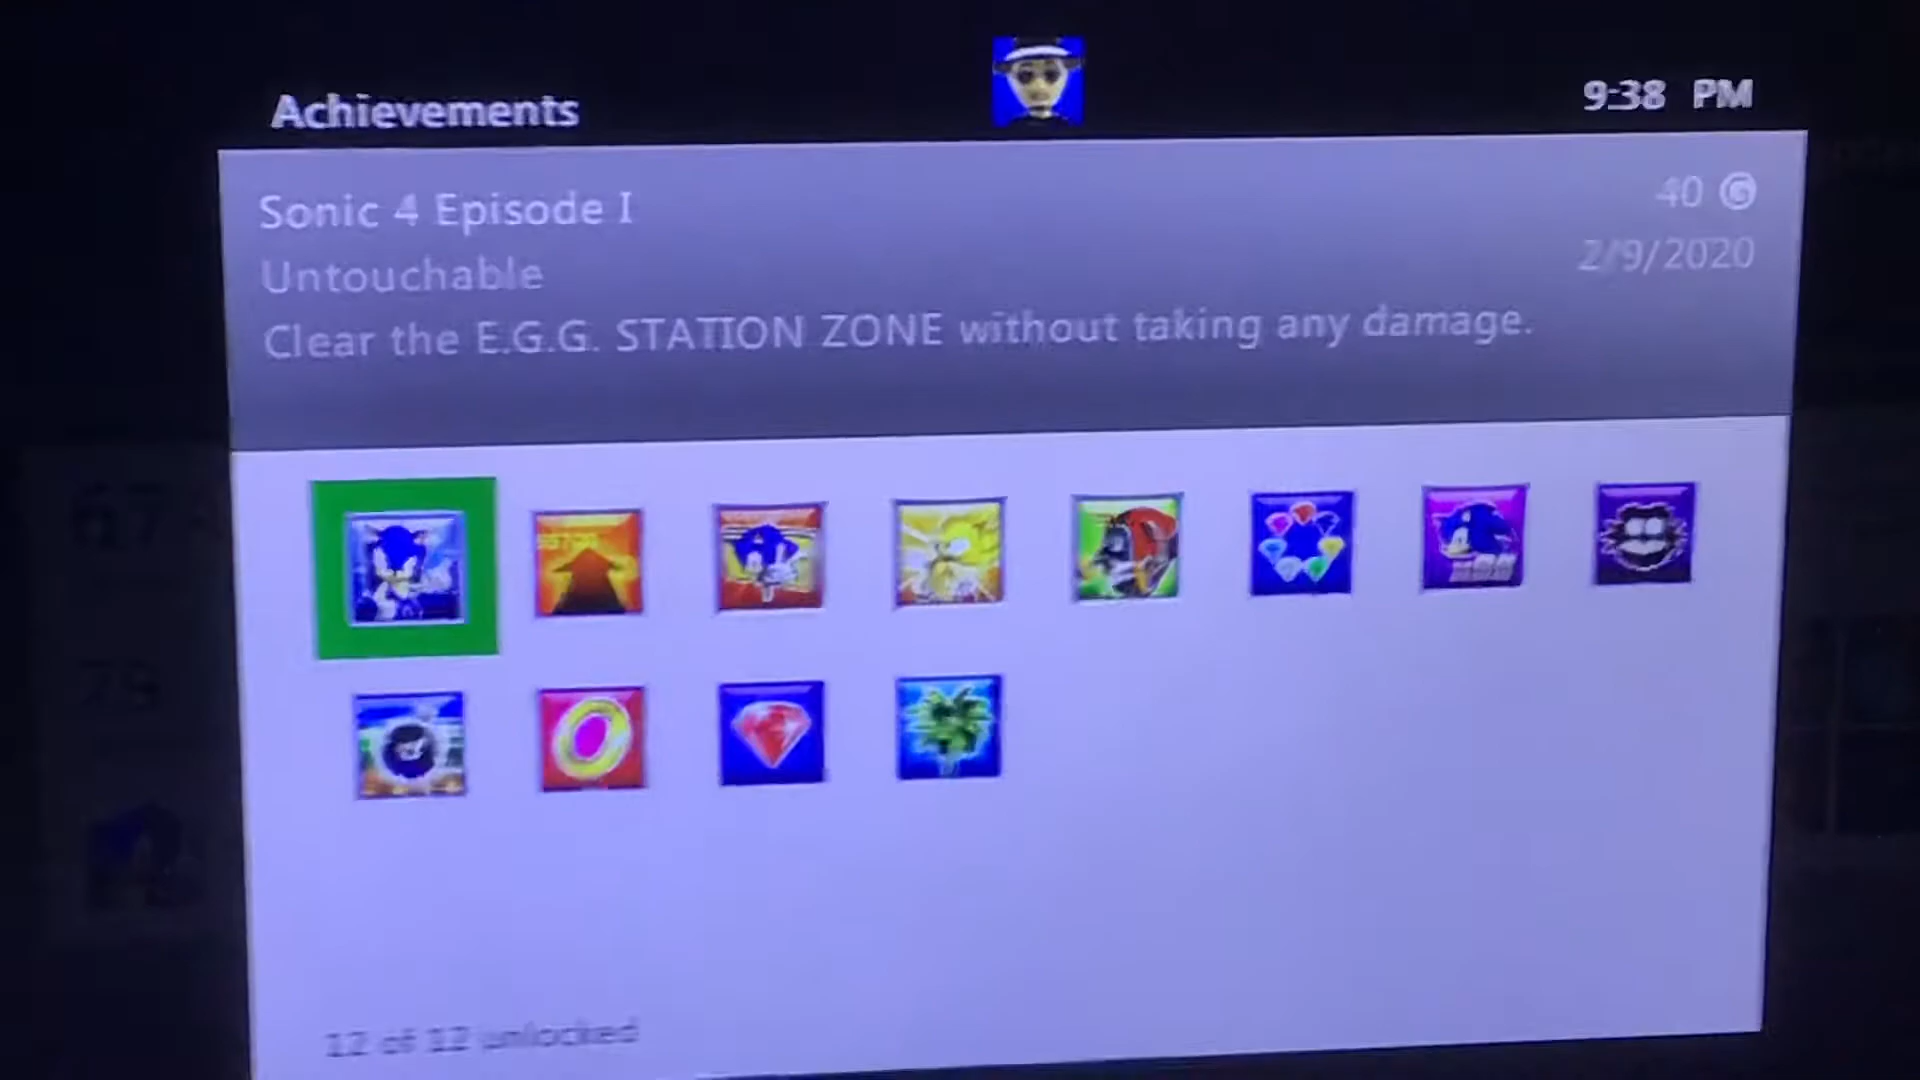 Achievements
9:38 PM
Sonic 4 Episode I
40 G
Untouchable
2/9/2020
Clear the E.G.G. STATION ZONE without taking any damage.
12 of 12 unlocked